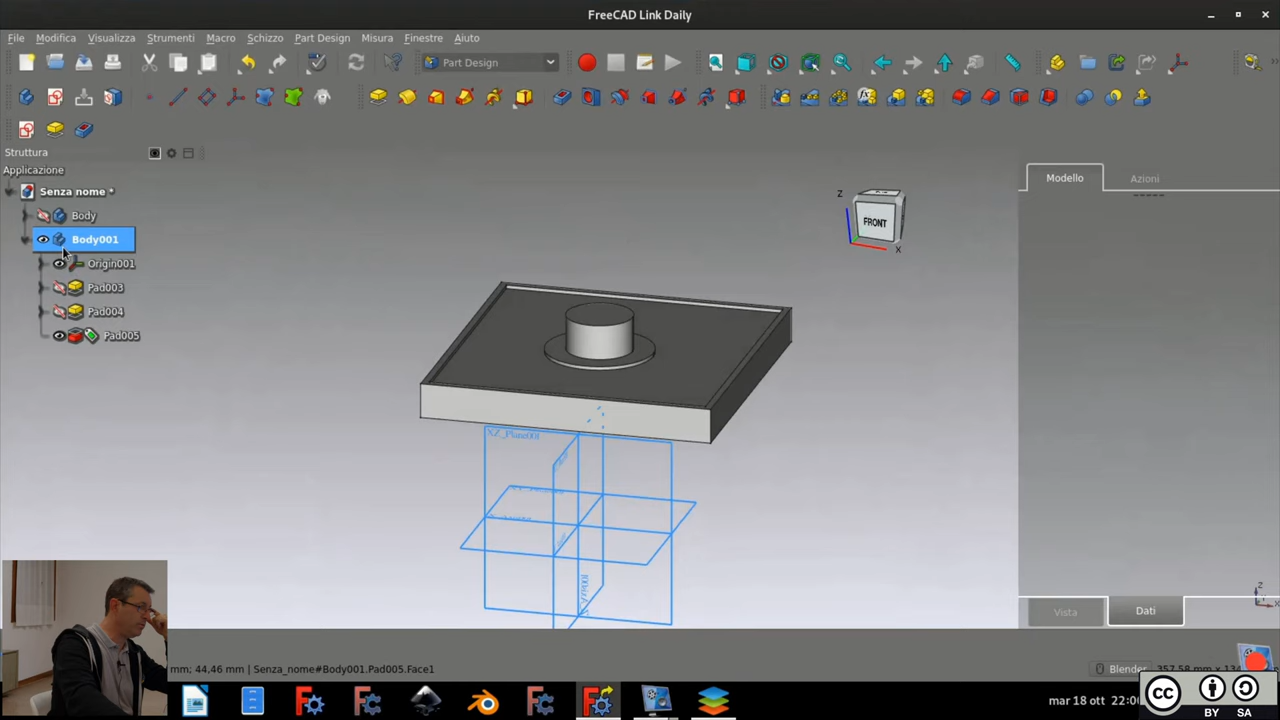 FreeCAD Link Daily
File Modifica Visualizza Strumenti Macro Schizzo Part Design Misura Finestre Aiuto
Part Design
Struttura
Applicazione
Senza nome *
Body
Body001
Origin001
Pad003
Pad004
Pad005
Z
FRONT
X
XZ_Plane001
Modello
Azioni
Vista
Dati
mm; 44,46 mm | Senza_nome#Body001.Pad005.Face1
Blender
mar 18 ott
cc
BY SA